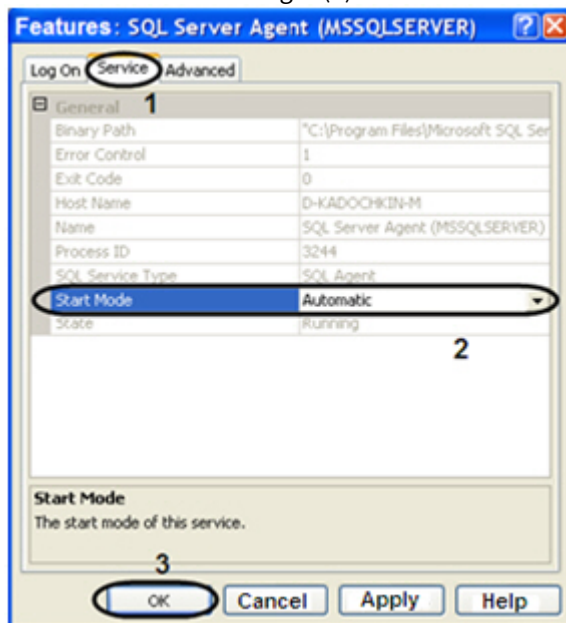 Features: SQL Server Agent (MSSQLSERVER)
Log On Service Advanced
1
General
Binary Path "C:\Program Files\Microsoft SQL Ser
Error Control 1
Exit Code 0
Host Name D-KADOCHKIN-M
Name SQL Server Agent (MSSQLSERVER)
Process ID 3244
SQL Service Type SQL Agent
Start Mode Automatic
State Running
2
Start Mode
The start mode of this service.
3
OK Cancel Apply Help